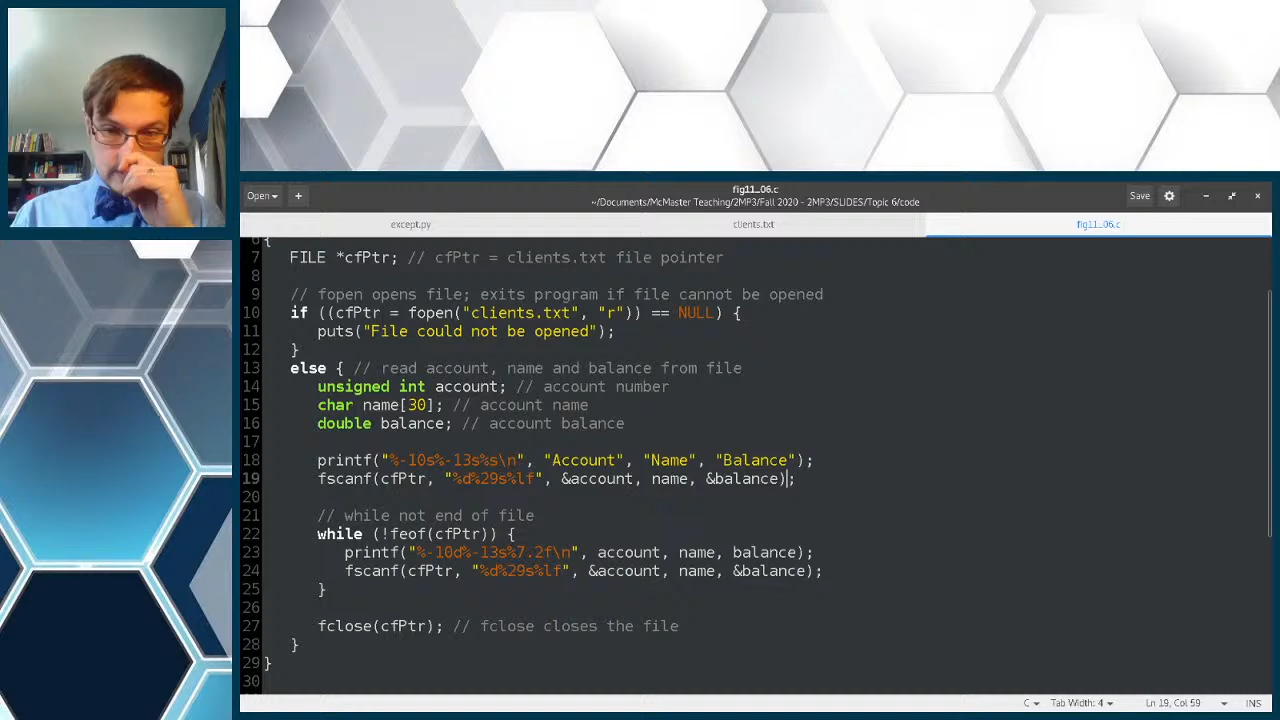 fig11_06.c
Open + ~/Documents/McMaster Teaching/2MP3/Fall 2020 - 2MP3/SLIDES/Topic 6/code Save
except.py clients.txt fig11_06.c
6 {
7 FILE *cfPtr; // cfPtr = clients.txt file pointer
8
9 // fopen opens file; exits program if file cannot be opened
10 if ((cfPtr = fopen("clients.txt", "r")) == NULL) {
11 puts("File could not be opened");
12 }
13 else { // read account, name and balance from file
14 unsigned int account; // account number
15 char name[30]; // account name
16 double balance; // account balance
17
18 printf("%-10s%-13s%s\n", "Account", "Name", "Balance");
19 fscanf(cfPtr, "%d%29s%lf", &account, name, &balance);
20
21 // while not end of file
22 while (!feof(cfPtr)) {
23 printf("%-10d%-13s%7.2f\n", account, name, balance);
24 fscanf(cfPtr, "%d%29s%lf", &account, name, &balance);
25 }
26
27 fclose(cfPtr); // fclose closes the file
28 }
29 }
30
C Tab Width: 4 Ln 19, Col 59 INS